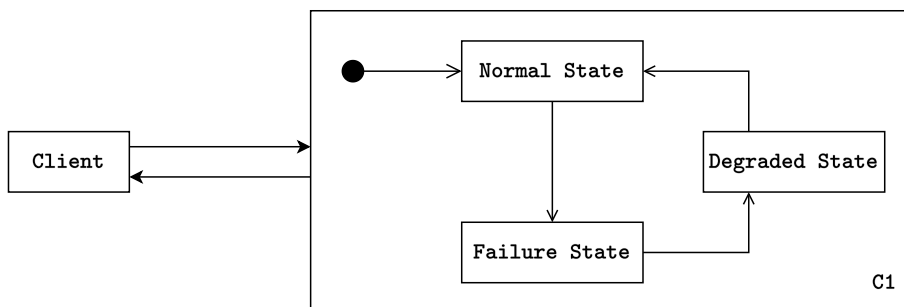 Normal State
Client
Degraded State
Failure State
C1